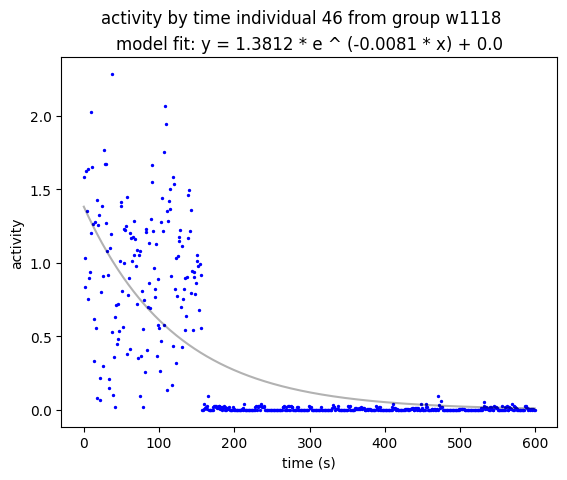 activity by time individual 46 from group w1118
model fit: y = 1.3812 * e ^ (-0.0081 * x) + 0.0
2.0
1.5
1.0
0.5
0.0
activity
0 100 200 300 400 500 600
time (s)